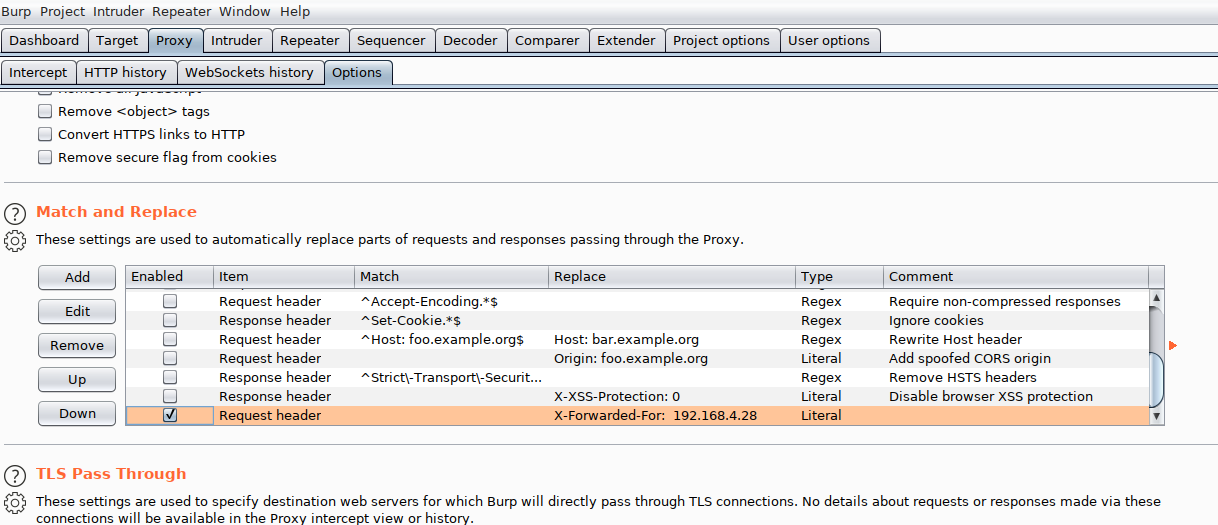 Burp Project Intruder Repeater Window Help
Dashboard Target Proxy Intruder Repeater Sequencer Decoder Comparer Extender Project options User options
Intercept HTTP history WebSockets history Options
Remove <object> tags
Convert HTTPS links to HTTP
Remove secure flag from cookies
? Match and Replace
These settings are used to automatically replace parts of requests and responses passing through the Proxy.
Add Enabled Item Match Replace Type Comment
Request header ^Accept-Encoding.*$ Regex Require non-compressed responses
Edit Response header ^Set-Cookie.*$ Regex Ignore cookies
Remove Request header ^Host: foo.example.org$ Host: bar.example.org Regex Rewrite Host header
Request header Origin: foo.example.org Literal Add spoofed CORS origin
Up Response header ^Strict\-Transport\-Securit... Regex Remove HSTS headers
Response header X-XSS-Protection: 0 Literal Disable browser XSS protection
Down Request header X-Forwarded-For:  192.168.4.28 Literal
? TLS Pass Through
These settings are used to specify destination web servers for which Burp will directly pass through TLS connections. No details about requests or responses made via these
connections will be available in the Proxy intercept view or history.